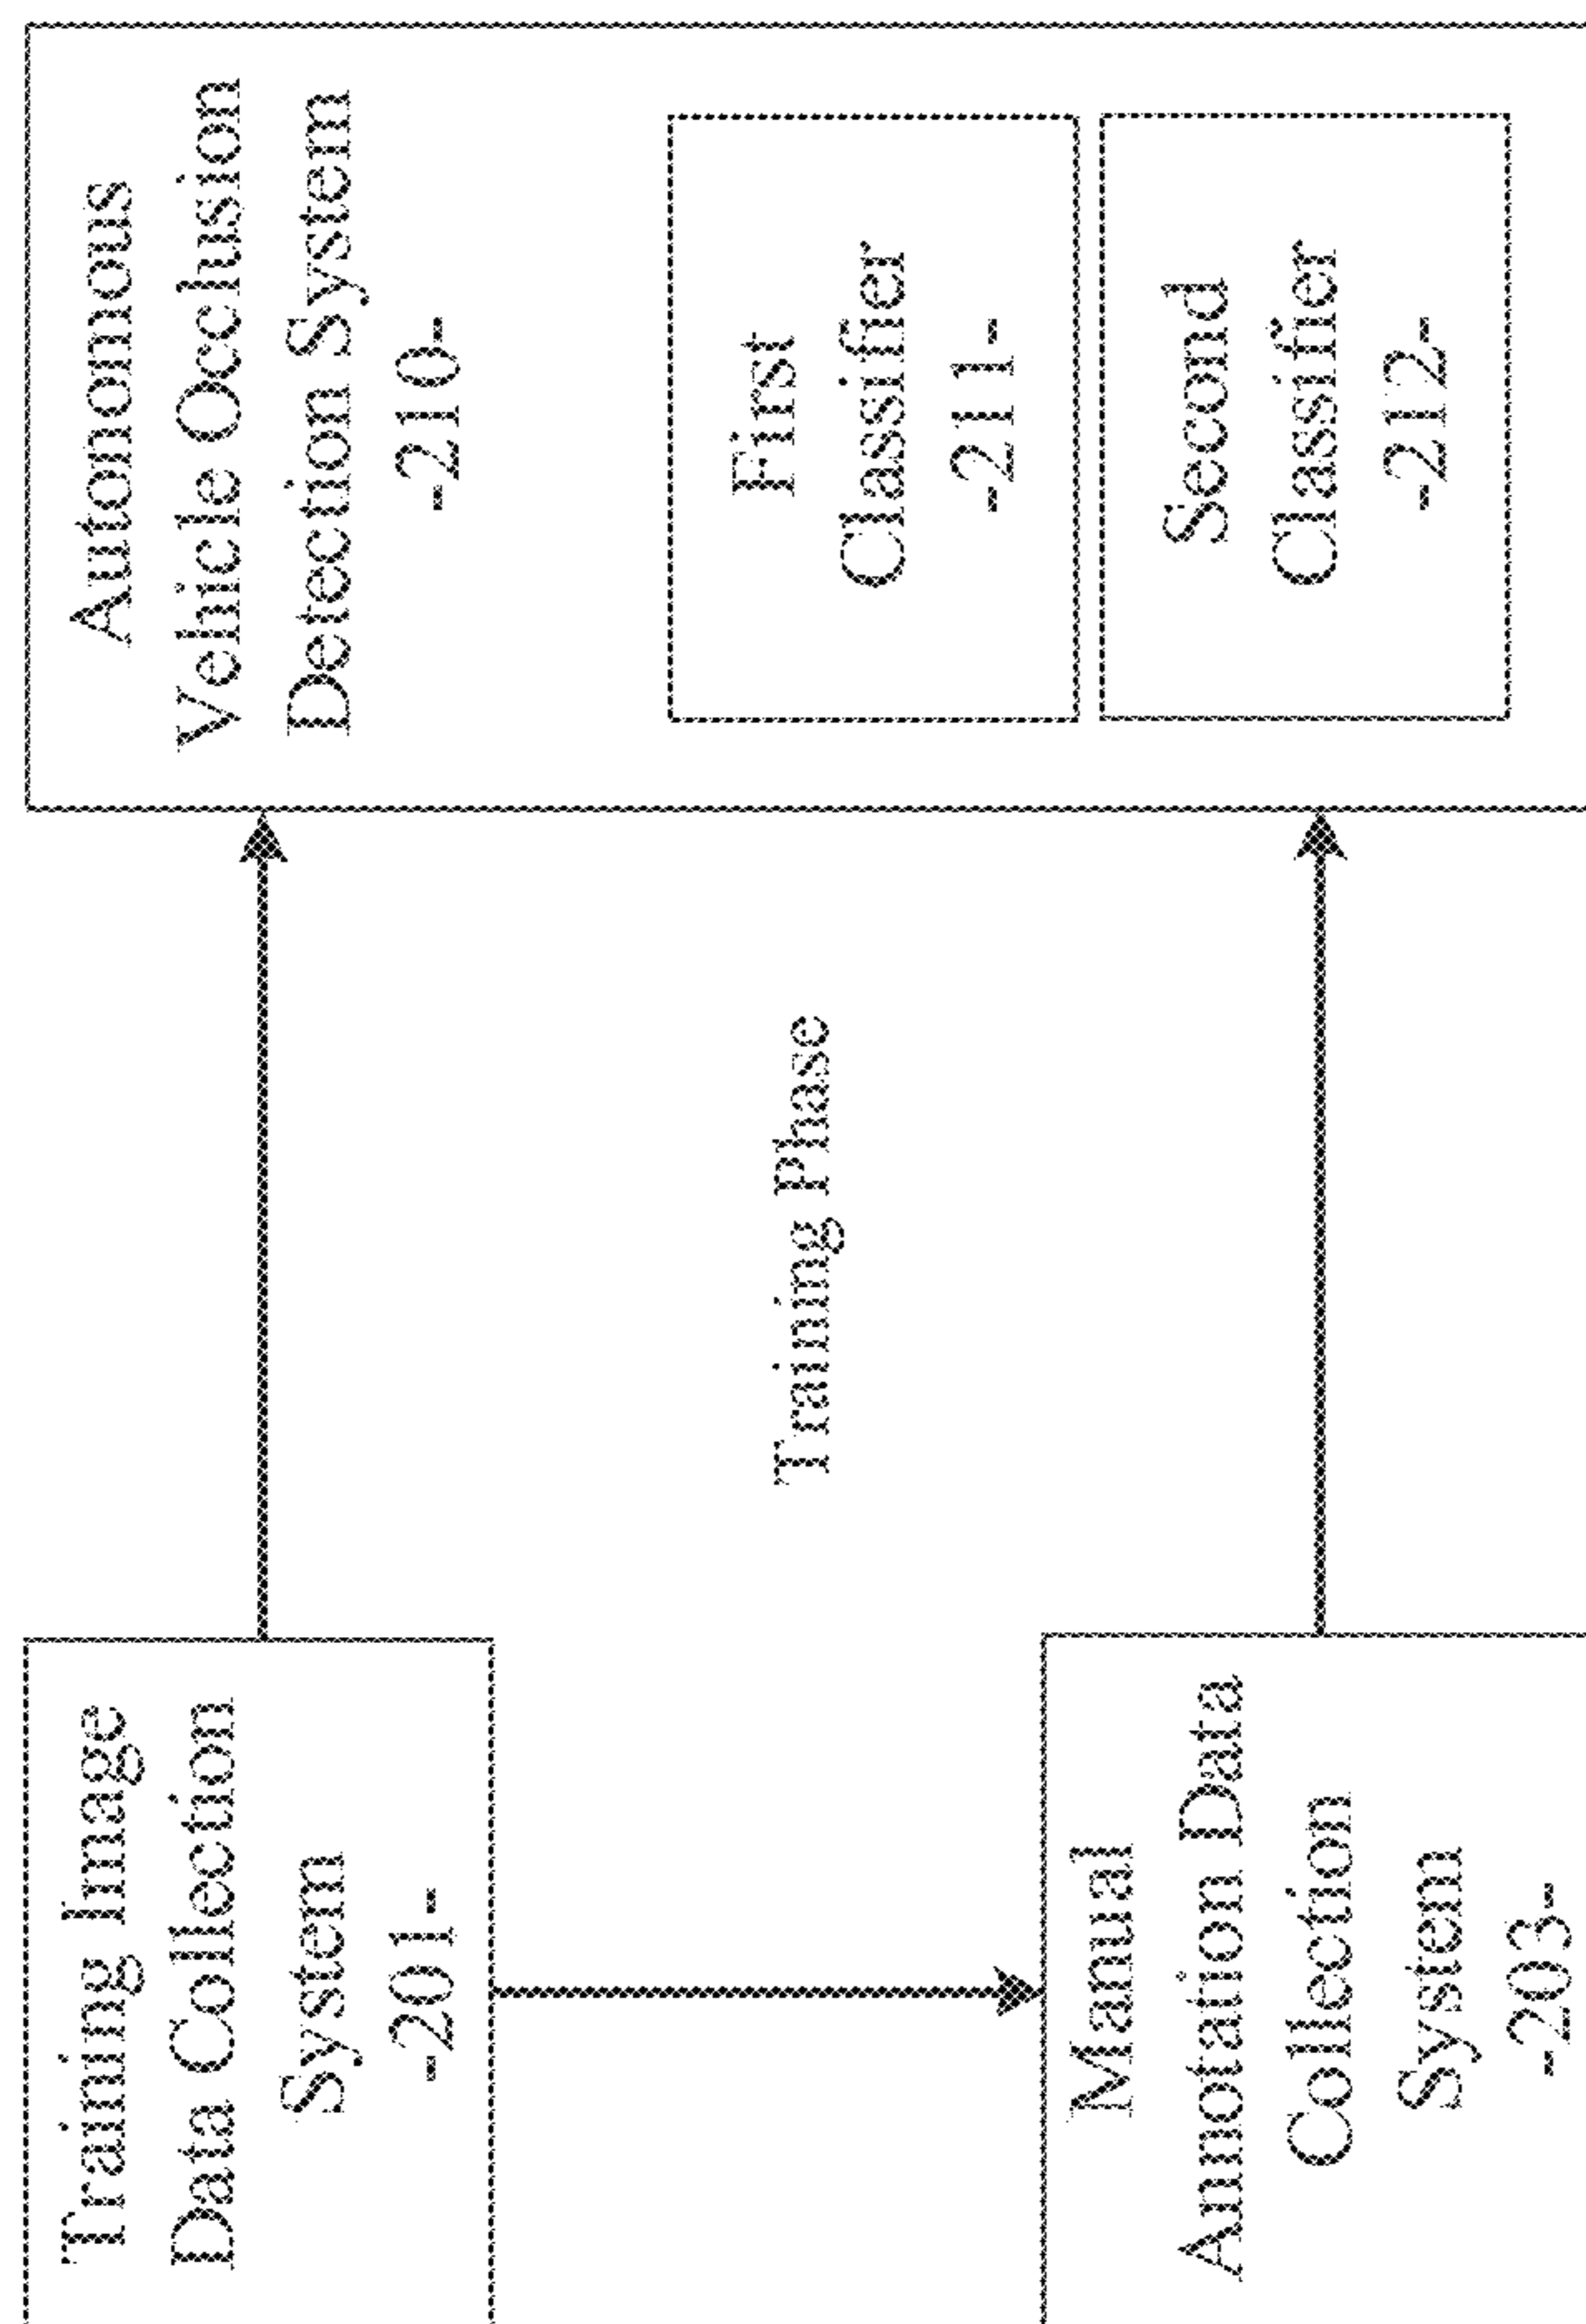 Training Image
Data Collection
System
-201-
Manual
Annotation Data
Collection
System
-203-
Training Phase
Autonomous
Vehicle Occlusion
Detection System
-210-
First
Classifier
-211-
Second
Classifier
-212-